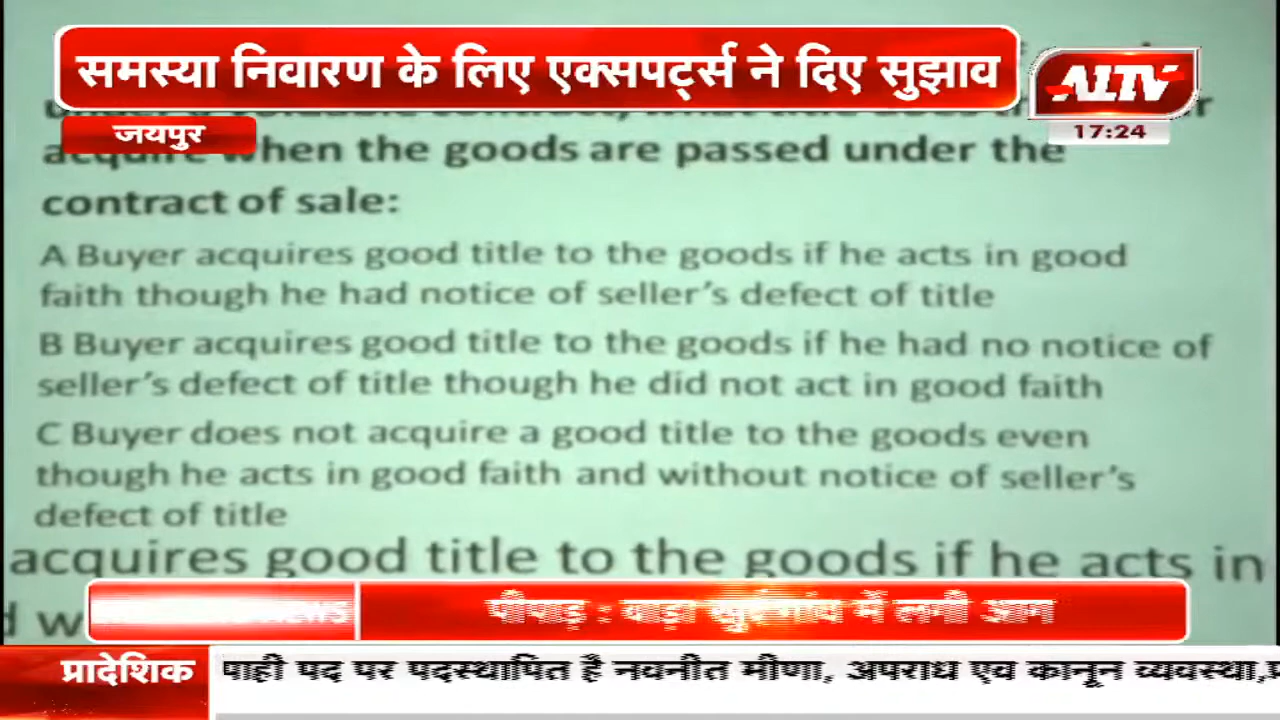 समस्या निवारण के लिए एक्सपर्ट्स ने दिए सुझाव
ALTV
17:24
जयपुर
acquire when the goods are passed under the
contract of sale:
A Buyer acquires good title to the goods if he acts in good
faith though he had notice of seller's defect of title
B Buyer acquires good title to the goods if he had no notice of
seller's defect of title though he did not act in good faith
C Buyer does not acquire a good title to the goods even
though he acts in good faith and without notice of seller's
defect of title
acquires good title to the goods if he acts in
में लगी आग
प्रादेशिक
पाही पद पर पदस्थापित है नवनीत मीणा, अपराध एव कानून व्यवस्था,